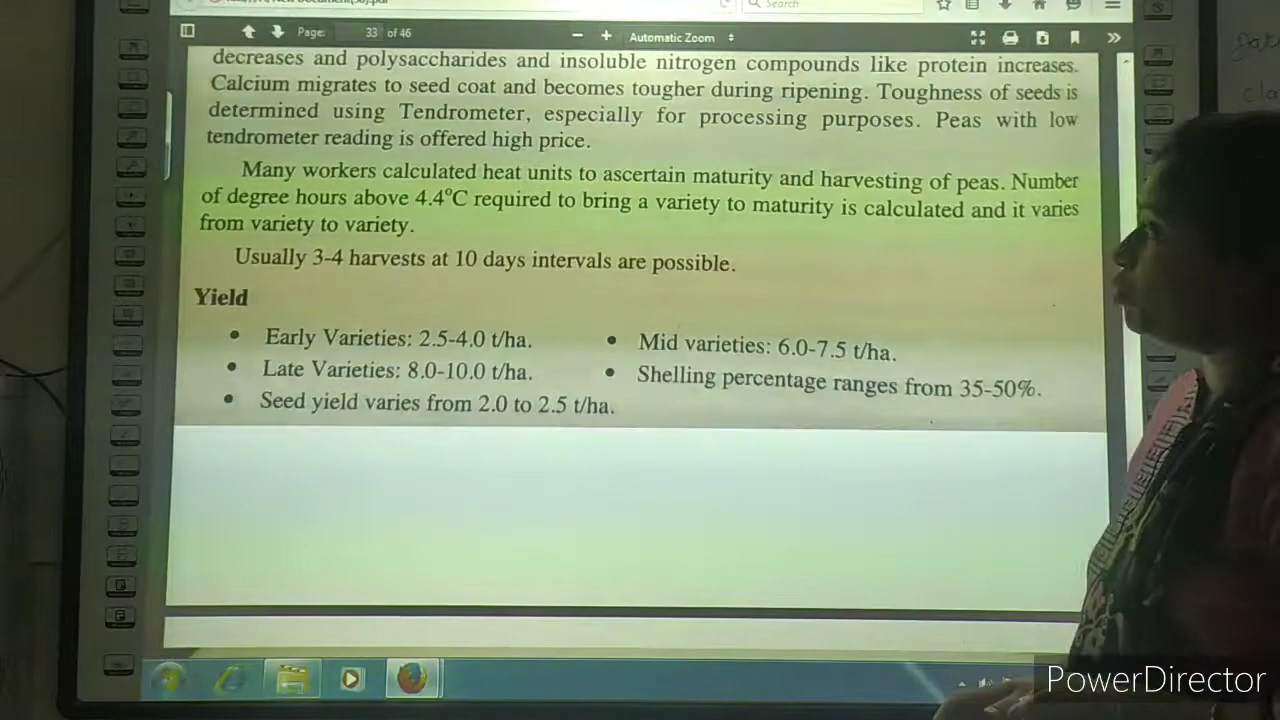 Search
Page: 33 of 46
Automatic Zoom
decreases and polysaccharides and insoluble nitrogen compounds like protein increases.
Calcium migrates to seed coat and becomes tougher during ripening. Toughness of seeds is
determined using Tendrometer, especially for processing purposes. Peas with low
tendrometer reading is offered high price.
Many workers calculated heat units to ascertain maturity and harvesting of peas. Number
of degree hours above 4.4°C required to bring a variety to maturity is calculated and it varies
from variety to variety.
Usually 3-4 harvests at 10 days intervals are possible.
Yield
• Early Varieties: 2.5-4.0 t/ha.
• Mid varieties: 6.0-7.5 t/ha.
• Late Varieties: 8.0-10.0 t/ha.
• Shelling percentage ranges from 35-50%.
• Seed yield varies from 2.0 to 2.5 t/ha.
PowerDirector